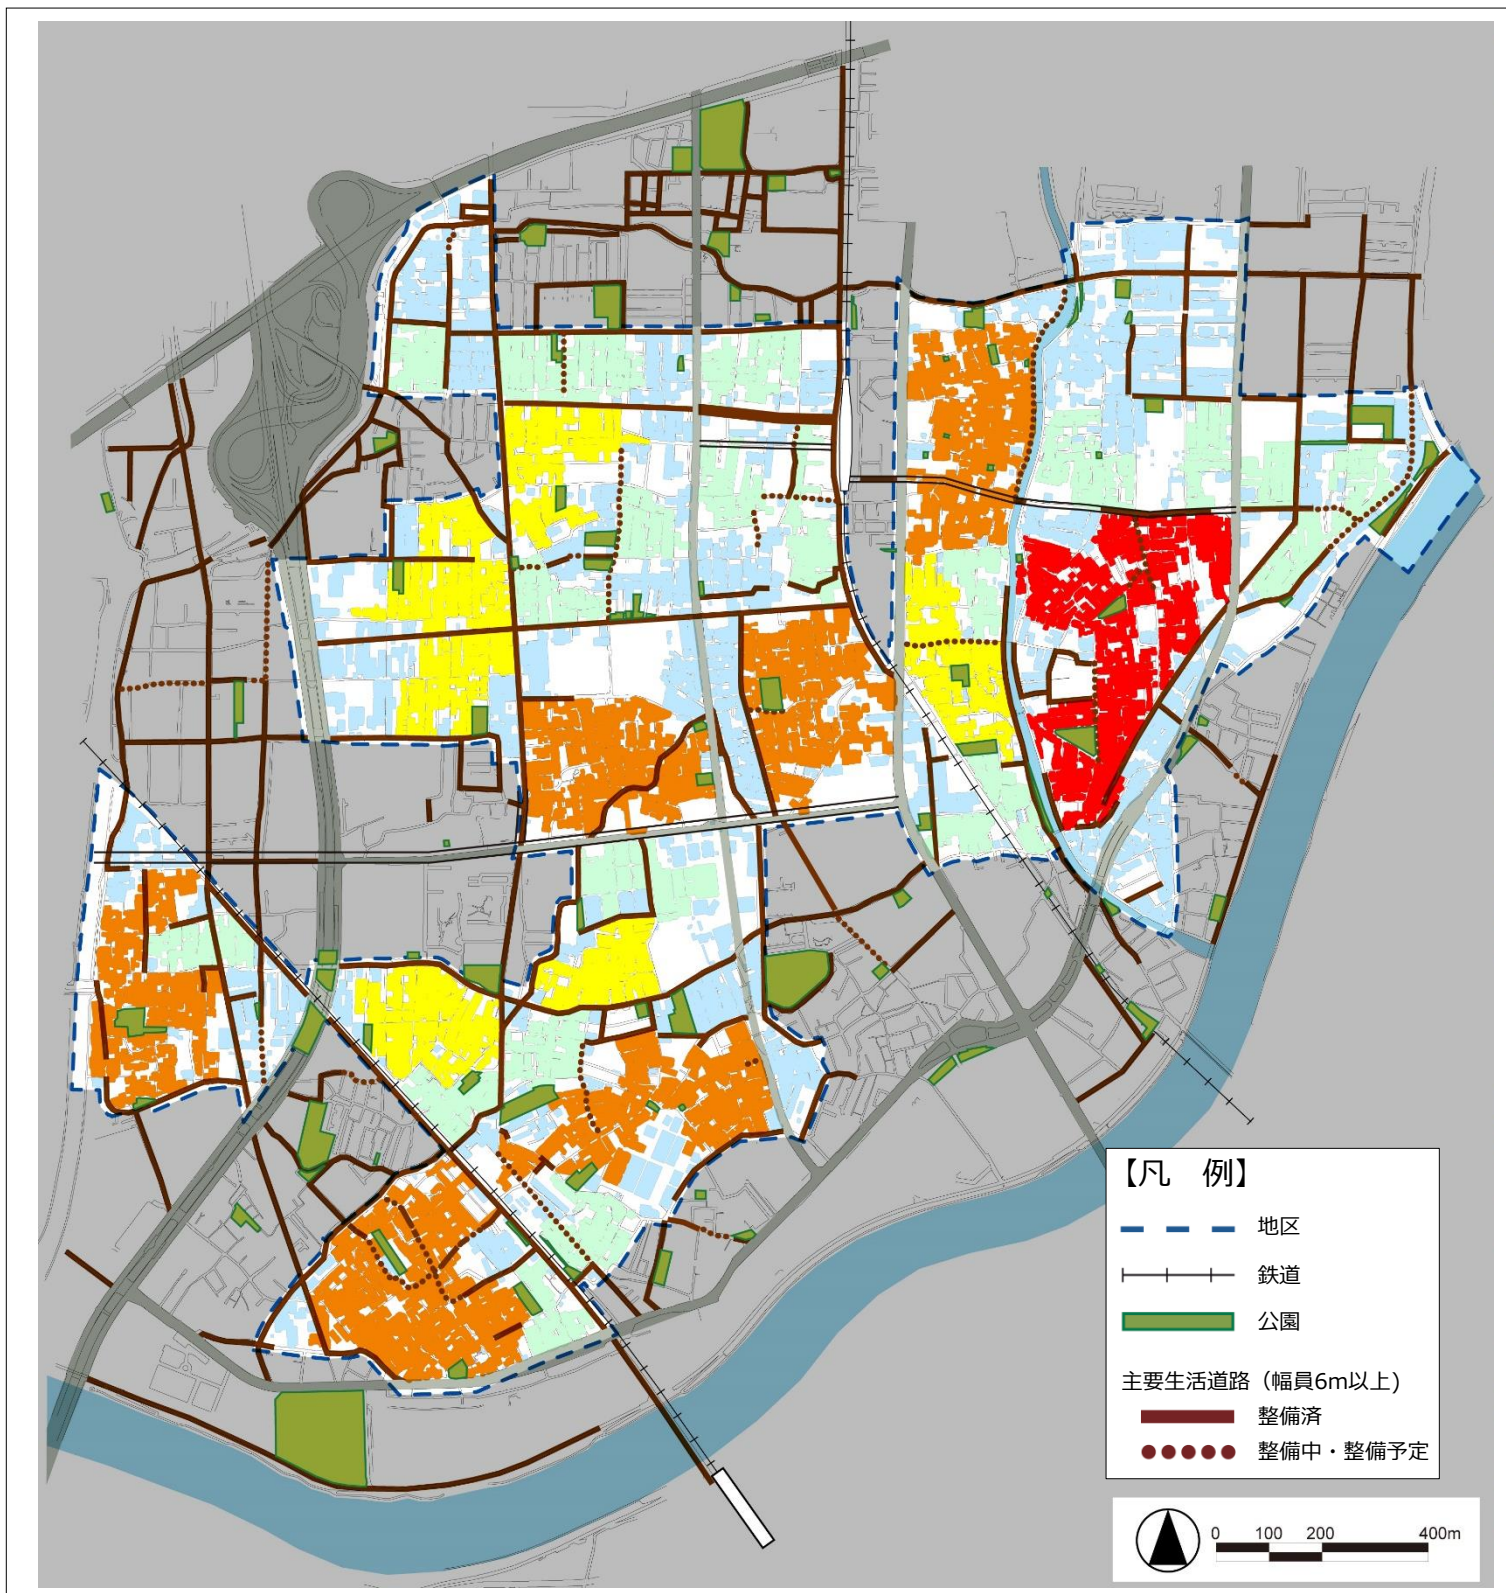 【凡　例】
地区
鉄道
公園
主要生活道路（幅員6m以上)
整備済
整備中・整備予定
0 100 200 400m